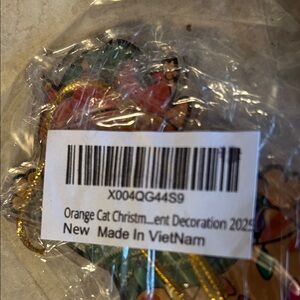 X004QG44S9
Orange Cat Christm...ent Decoration 2025
New Made In VietNam